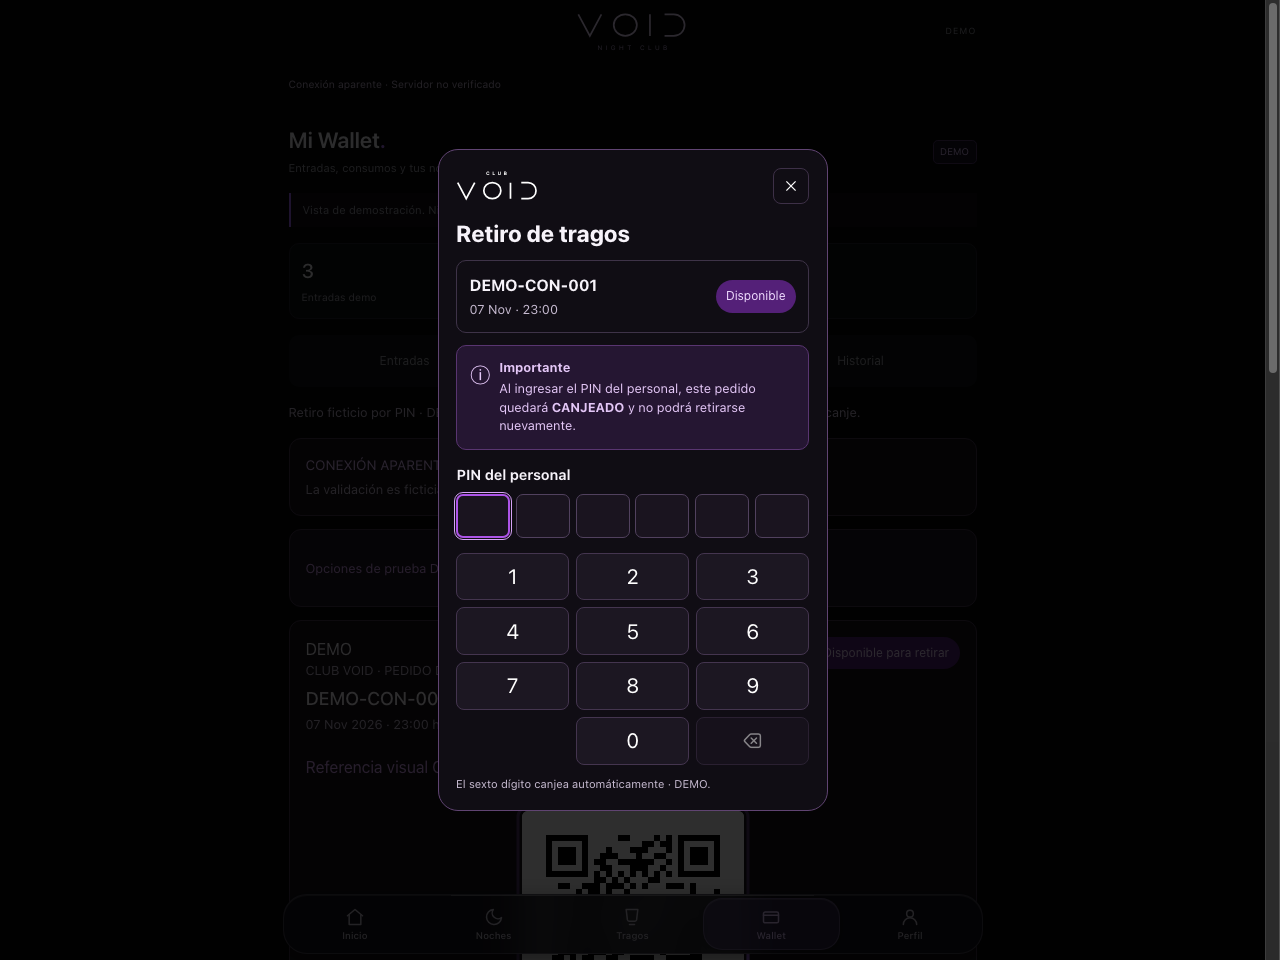 VOID
NIGHT CLUB
DEMO
Conexión aparente · Servidor no verificado
Mi Wallet.
DEMO
Entradas, consumos y tus
Vista de demostración.
3
Entradas demo
Entradas
Historial
Retiro ficticio por PIN
canje.
CONEXIÓN
La validación es
Opciones de prueba
DEMO
CLUB VOID · PEDIDO
Disponible para retirar
07 Nov 2026 · 23:00
Referencia visual
CLUB
VOID
Retiro de tragos
DEMO-CON-001
Disponible
07 Nov · 23:00
Importante
Al ingresar el PIN del personal, este pedido
quedará CANJEADO y no podrá retirarse
nuevamente.
PIN del personal
1 2 3
4 5 6
7 8 9
0
El sexto dígito canjea automáticamente · DEMO.
Inicio
Noches
Tragos
Wallet
Perfil